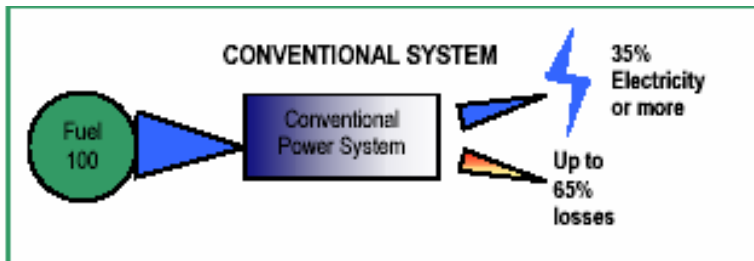 CONVENTIONAL SYSTEM
Fuel
100
Conventional
Power System
35%
Electricity
or more
Up to
65%
losses